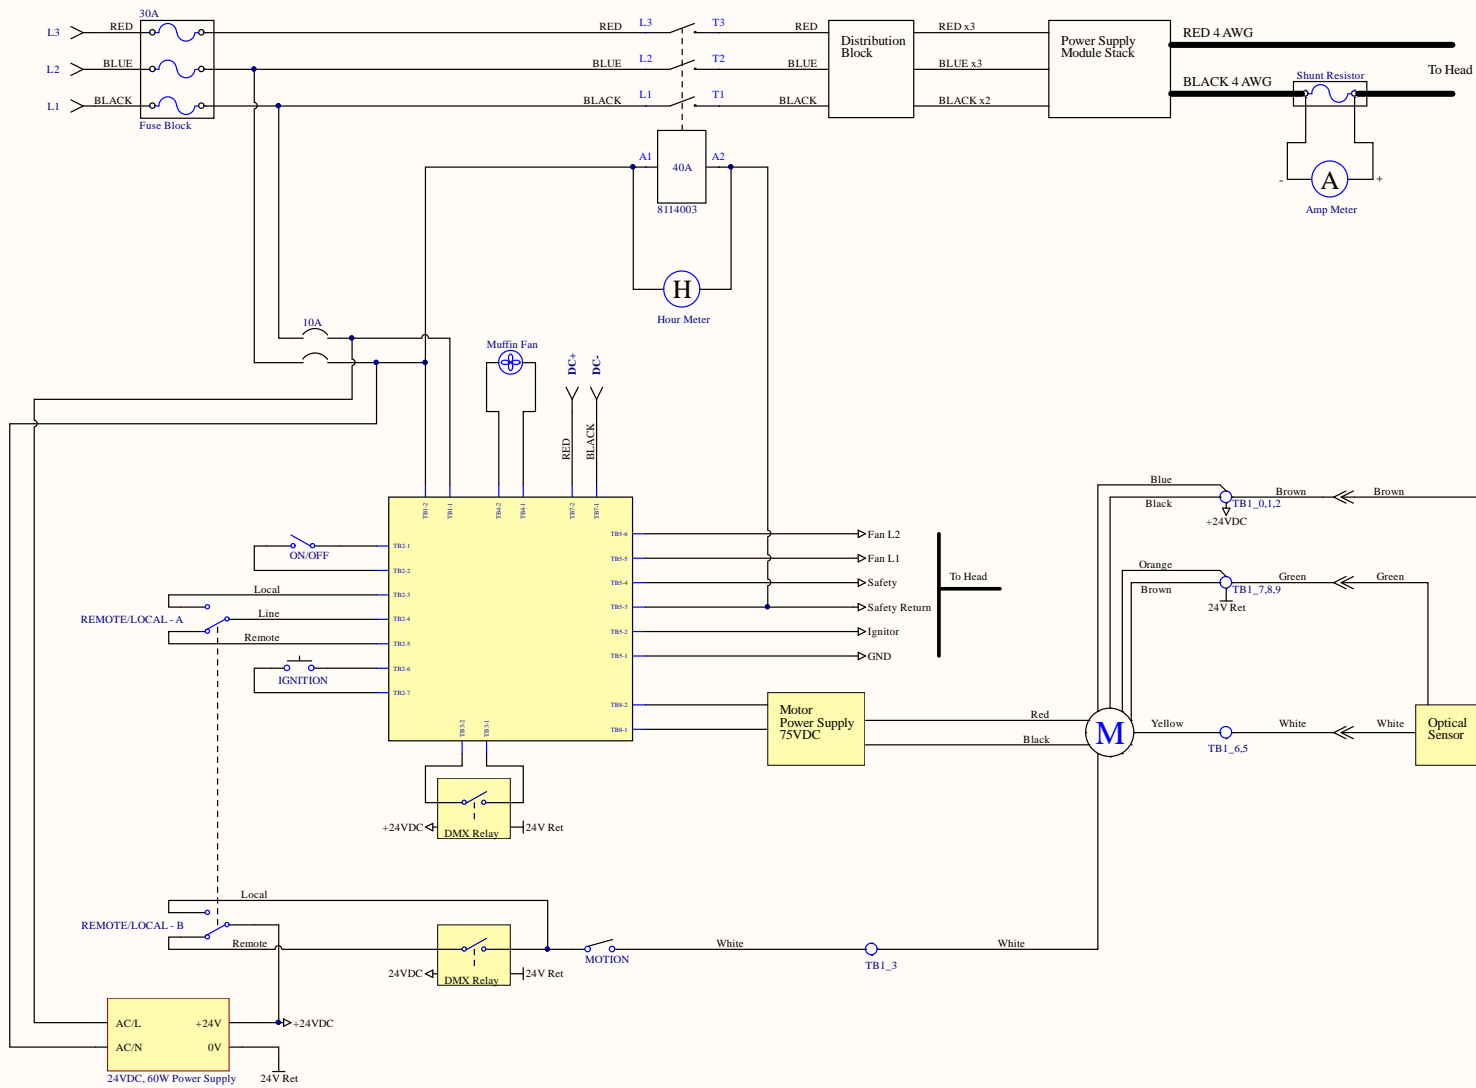 30A
L3
RED
RED
L3
T3
RED
RED x3
RED 4 AWG
L2
BLUE
BLUE
L2
T2
BLUE
BLUE x3
L1
BLACK
BLACK
L1
T1
BLACK
BLACK x2
BLACK 4 AWG
Fuse Block
Distribution
Block
Power Supply
Module Stack
To Head
Shunt Resistor
A1
40A
A2
8114003
A
-
+
Amp Meter
H
Hour Meter
10A
Muffin Fan
DC+
DC-
RED
BLACK
TB1-2
TB1-1
TB4-2
TB4-1
TB7-2
TB7-1
ON/OFF
TB2-1
TB2-2
Local
TB2-3
REMOTE/LOCAL - A
Line
TB2-4
Remote
TB2-5
IGNITION
TB2-6
TB2-7
TB3-2
TB3-1
TB5-6
Fan L2
TB5-5
Fan L1
TB5-4
Safety
TB5-3
Safety Return
TB5-2
Ignitor
TB5-1
GND
To Head
TB8-2
TB8-1
Motor
Power Supply
75VDC
Red
Black
M
Blue
Black
TB1_0,1,2
+24VDC
Brown
Brown
Orange
Brown
TB1_7,8,9
24V Ret
Green
Green
Yellow
TB1_6,5
White
White
Optical
Sensor
+24VDC
DMX Relay
24V Ret
Local
REMOTE/LOCAL - B
Remote
24VDC
DMX Relay
24V Ret
MOTION
White
TB1_3
White
AC/L
+24V
+24VDC
AC/N
0V
24VDC, 60W Power Supply
24V Ret